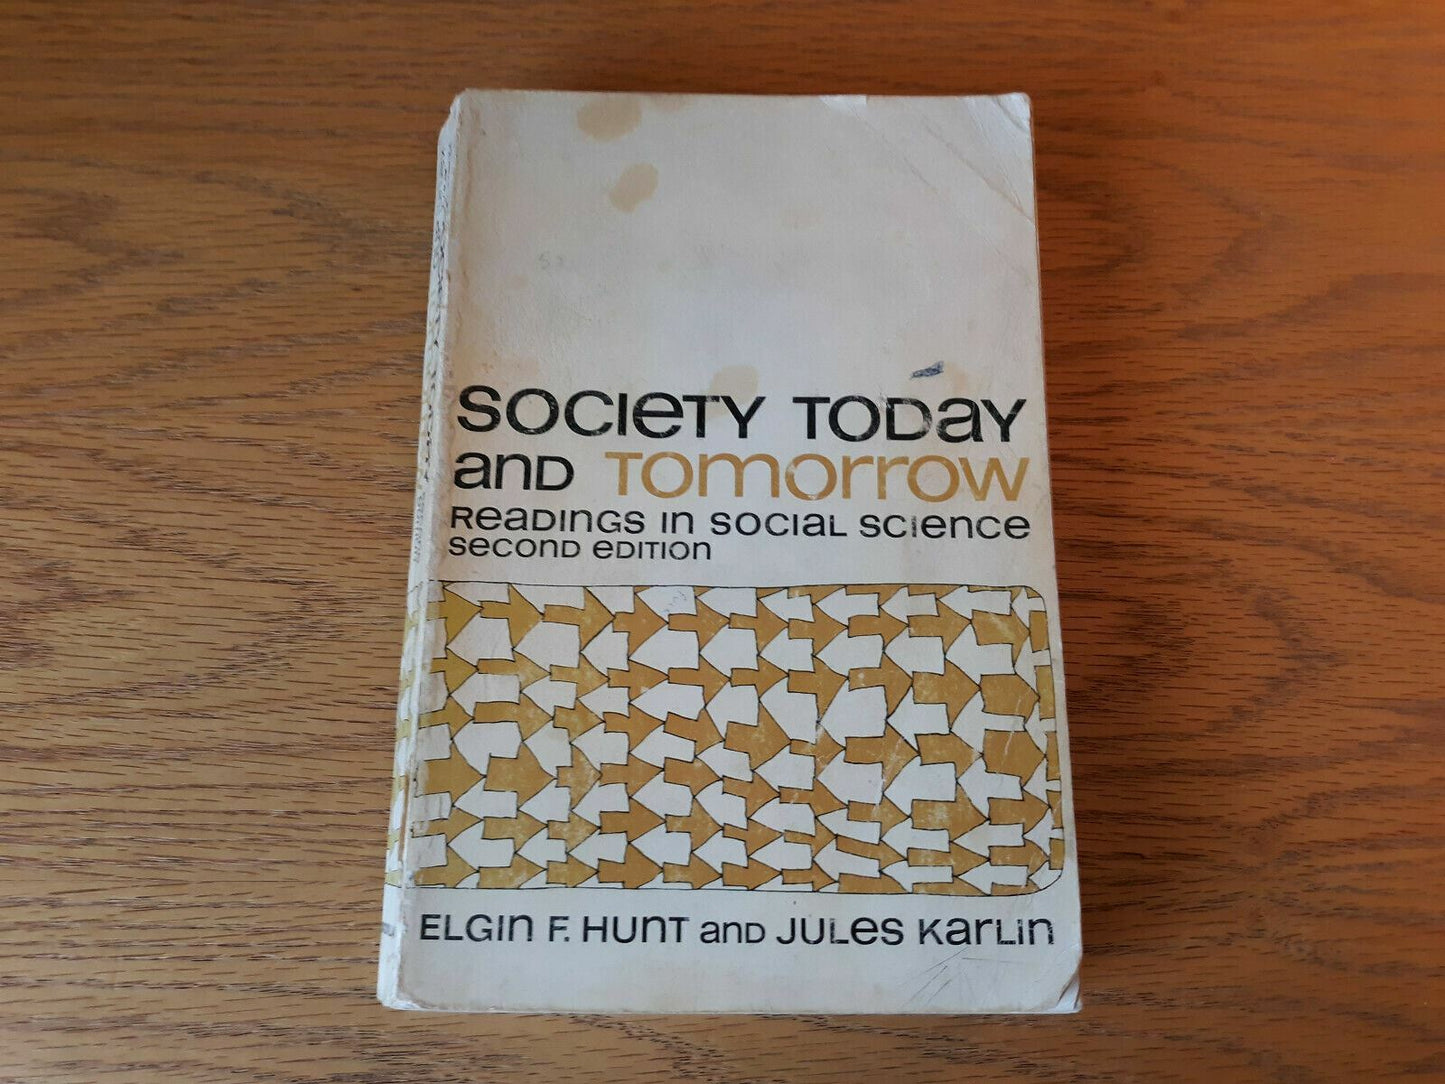 SOCIeTY TODaY
anD TOmorrow
reaDInGS In SOCIaL SCIence
Second eDITIOn
ELGIn F. HUnT anD JULeS KarLIn